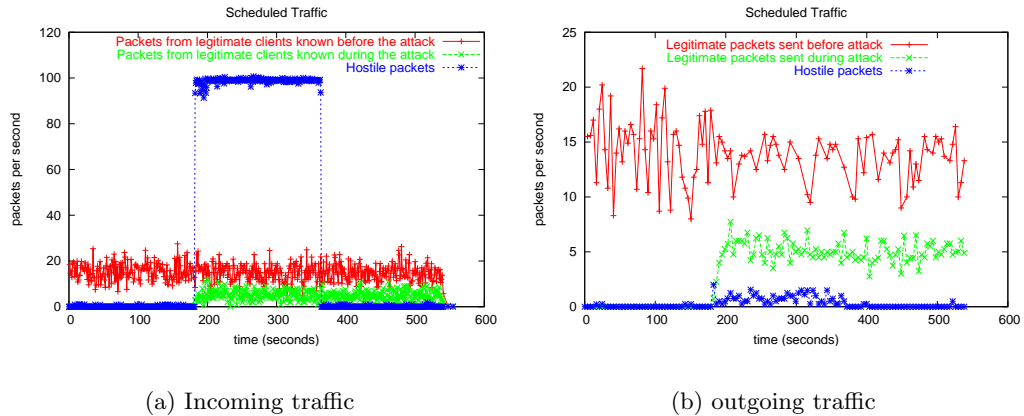 Scheduled Traffic
Packets from legitimate clients known before the attack
Packets from legitimate clients known during the attack
Hostile packets
packets per second
120
100
80
60
40
20
0
0 100 200 300 400 500 600
time (seconds)
(a) Incoming traffic
Scheduled Traffic
Legitimate packets sent before attack
Legitimate packets sent during attack
Hostile packets
packets per second
25
20
15
10
5
0
0 100 200 300 400 500 600
time (seconds)
(b) outgoing traffic